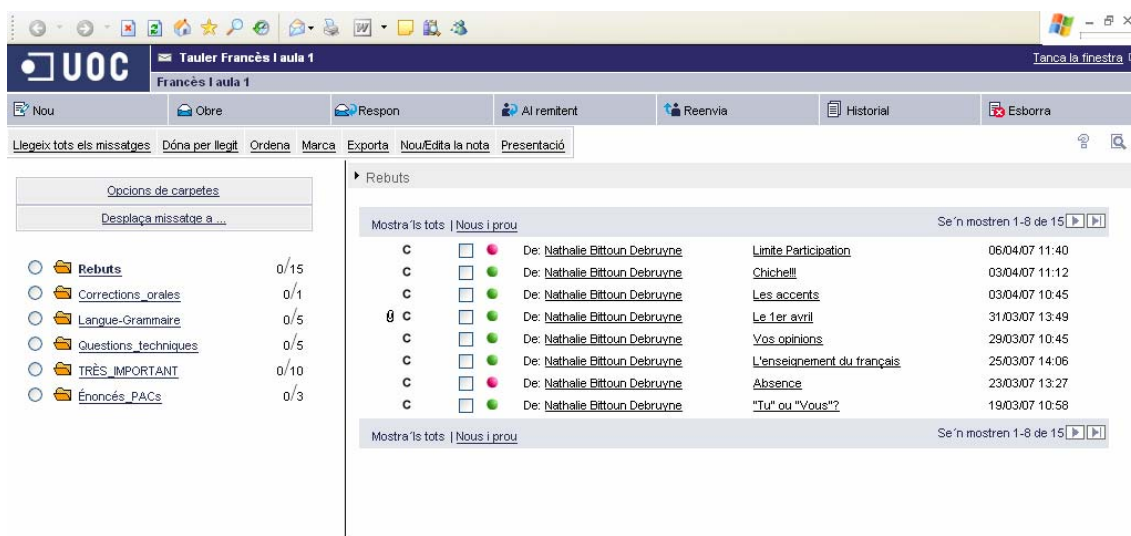 UOC
Tauler Francès I aula 1
Tanca la finestra
Francès I aula 1
Nou Obre Respon Al remitent Reenvia Historial Esborra
Llegeix tots els missatges Dóna per llegit Ordena Marca Exporta Nou/Edita la nota Presentació
Opcions de carpetes
Desplaça missatge a ...
Rebuts 0/15
Corrections_orales 0/1
Langue-Grammaire 0/5
Questions_techniques 0/5
TRÈS_IMPORTANT 0/10
Énoncés_PACs 0/3
Rebuts
Mostra´ls tots | Nous i prou Se´n mostren 1-8 de 15
C De: Nathalie Bittoun Debruyne Limite Participation 06/04/07 11:40
C De: Nathalie Bittoun Debruyne Chiche!!! 03/04/07 11:12
C De: Nathalie Bittoun Debruyne Les accents 03/04/07 10:45
C De: Nathalie Bittoun Debruyne Le 1er avril 31/03/07 13:49
C De: Nathalie Bittoun Debruyne Vos opinions 29/03/07 10:45
C De: Nathalie Bittoun Debruyne L'enseignement du français 25/03/07 14:06
C De: Nathalie Bittoun Debruyne Absence 23/03/07 13:27
C De: Nathalie Bittoun Debruyne "Tu" ou "Vous"? 19/03/07 10:58
Mostra´ls tots | Nous i prou Se´n mostren 1-8 de 15